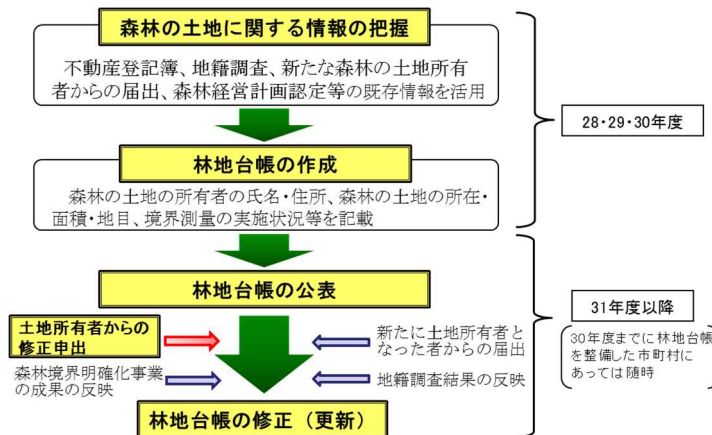 森林の土地に関する情報の把握
不動産登記簿、地籍調査、新たな森林の土地所有
者からの届出、森林経営計画認定等の既存情報を活用
28・29・30年度
林地台帳の作成
森林の土地の所有者の氏名・住所、森林の土地の所在・
面積・地目、境界測量の実施状況等を記載
林地台帳の公表
31年度以降
30年度までに林地台帳
を整備した市町村に
あっては随時
土地所有者からの
修正申出
新たに土地所有者と
なった者からの届出
森林境界明確化事業
の成果の反映
地籍調査結果の反映
林地台帳の修正（更新）